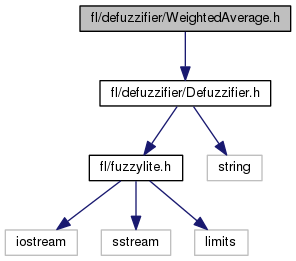 fl/defuzzifier/WeightedAverage.h
fl/defuzzifier/Defuzzifier.h
fl/fuzzylite.h
string
iostream
sstream
limits